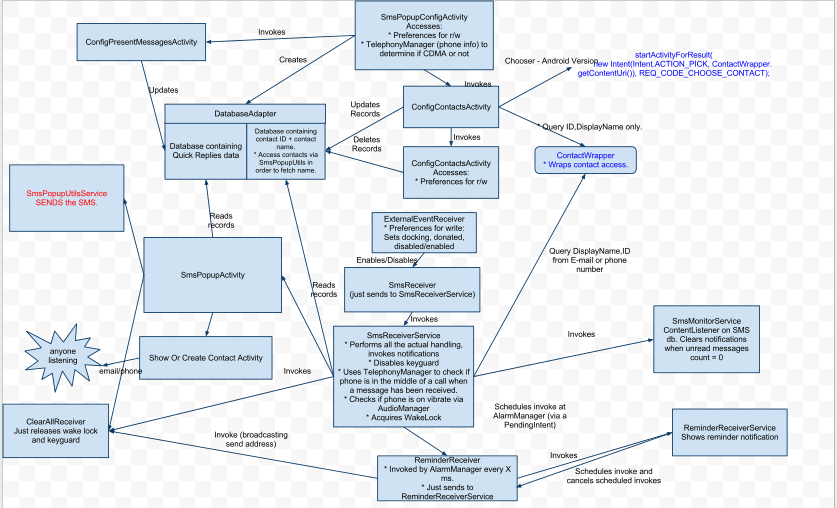 SmsPopupConfigActivity
Accesses:
* Preferences for r/w
* TelephonyManager (phone info) to
determine if CDMA or not
ConfigPresentMessagesActivity
Invokes
Creates
Updates
Invokes
Chooser - Android Version
startActivityForResult(
new Intent(Intent.ACTION_PICK, ContactWrapper.
getContentUri()), REQ_CODE_CHOOSE_CONTACT);
ConfigContactsActivity
Updates
Records
Deletes
Records
Invokes
* Query ID,DisplayName only.
DatabaseAdapter
Database containing
Quick Replies data
Database containing
contact ID + contact
name.
* Access contacts via
SmsPopupUtils in
order to fetch name.
ConfigContactsActivity
Accesses:
* Preferences for r/w
ContactWrapper
* Wraps contact access.
SmsPopupUtilsService
SENDS the SMS.
Reads
records
ExternalEventReceiver
* Preferences for write:
Sets docking, donated,
disabled/enabled
Enables/Disables
SmsPopupActivity
Reads
records
SmsReceiver
(just sends to SmsReceiverService)
Query DisplayName,ID
from E-mail or phone
number
Invokes
SmsReceiverService
* Performs all the actual handling,
invokes notifications
* Disables keyguard
* Uses TelephonyManager to check if
phone is in the middle of a call when
a message has been received.
* Checks if phone is on vibrate via
AudioManager
* Acquires WakeLock
Invokes
SmsMonitorService
ContentListener on SMS
db. Clears notifications
when unread messages
count = 0
anyone
listening
email/phone
Show Or Create Contact Activity
Invokes
ClearAllReceiver
Just releases wake lock
and keyguard
Invoke (broadcasting
send address)
Schedules invoke at
AlarmManager (via a
PendingIntent)
ReminderReceiverService
Shows reminder notification
ReminderReceiver
* Invoked by AlarmManager every X
ms.
* Just sends to
ReminderReceiverService
Invokes
Schedules invoke and
cancels scheduled invokes